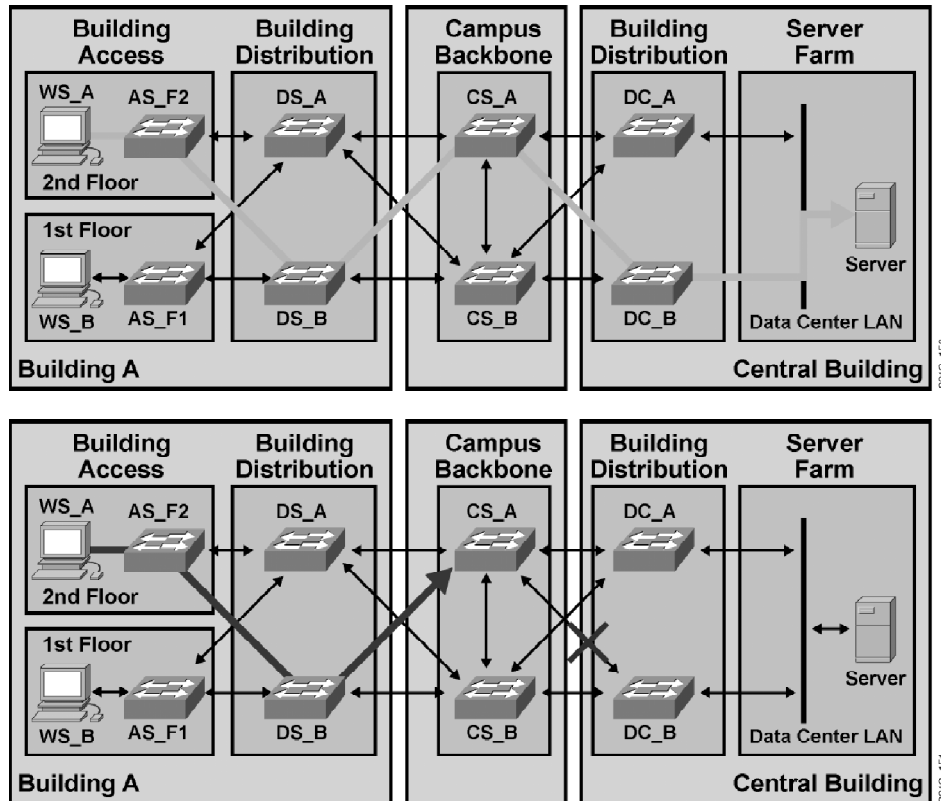 Building Access
Building Distribution
Campus Backbone
Building Distribution
Server Farm
WS_A
AS_F2
DS_A
CS_A
DC_A
2nd Floor
1st Floor
Server
WS_B
AS_F1
DS_B
CS_B
DC_B
Data Center LAN
Building A
Central Building
Building Access
Building Distribution
Campus Backbone
Building Distribution
Server Farm
WS_A
AS_F2
DS_A
CS_A
DC_A
2nd Floor
1st Floor
Server
WS_B
AS_F1
DS_B
CS_B
DC_B
Data Center LAN
Building A
Central Building